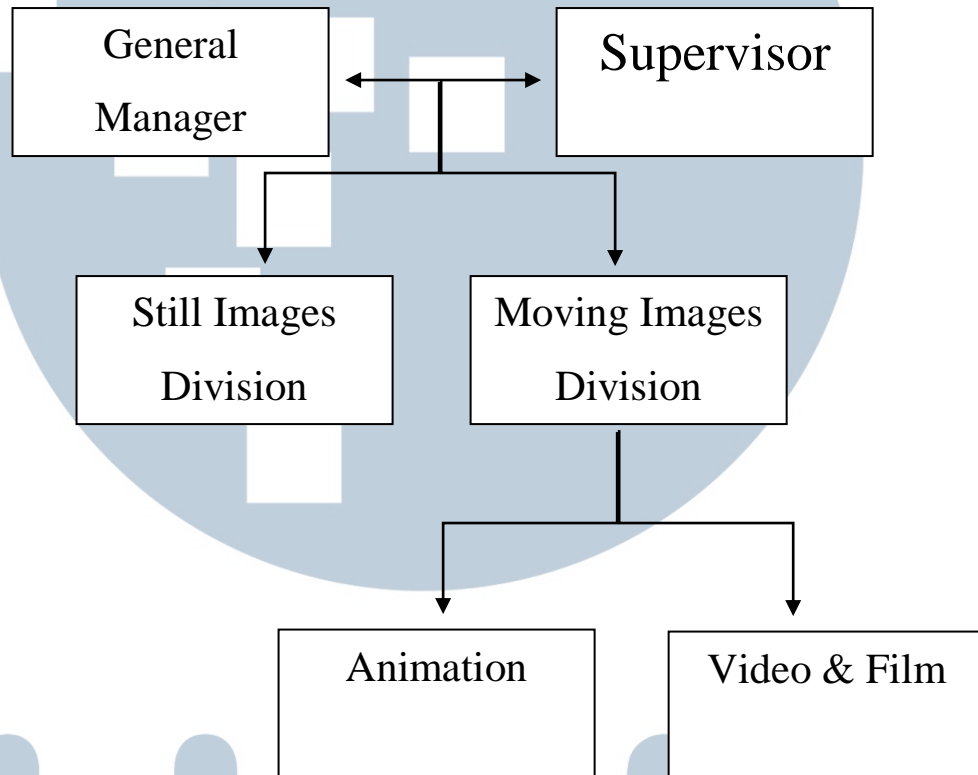 General
Manager
Supervisor
Still Images
Division
Moving Images
Division
Animation
Video & Film